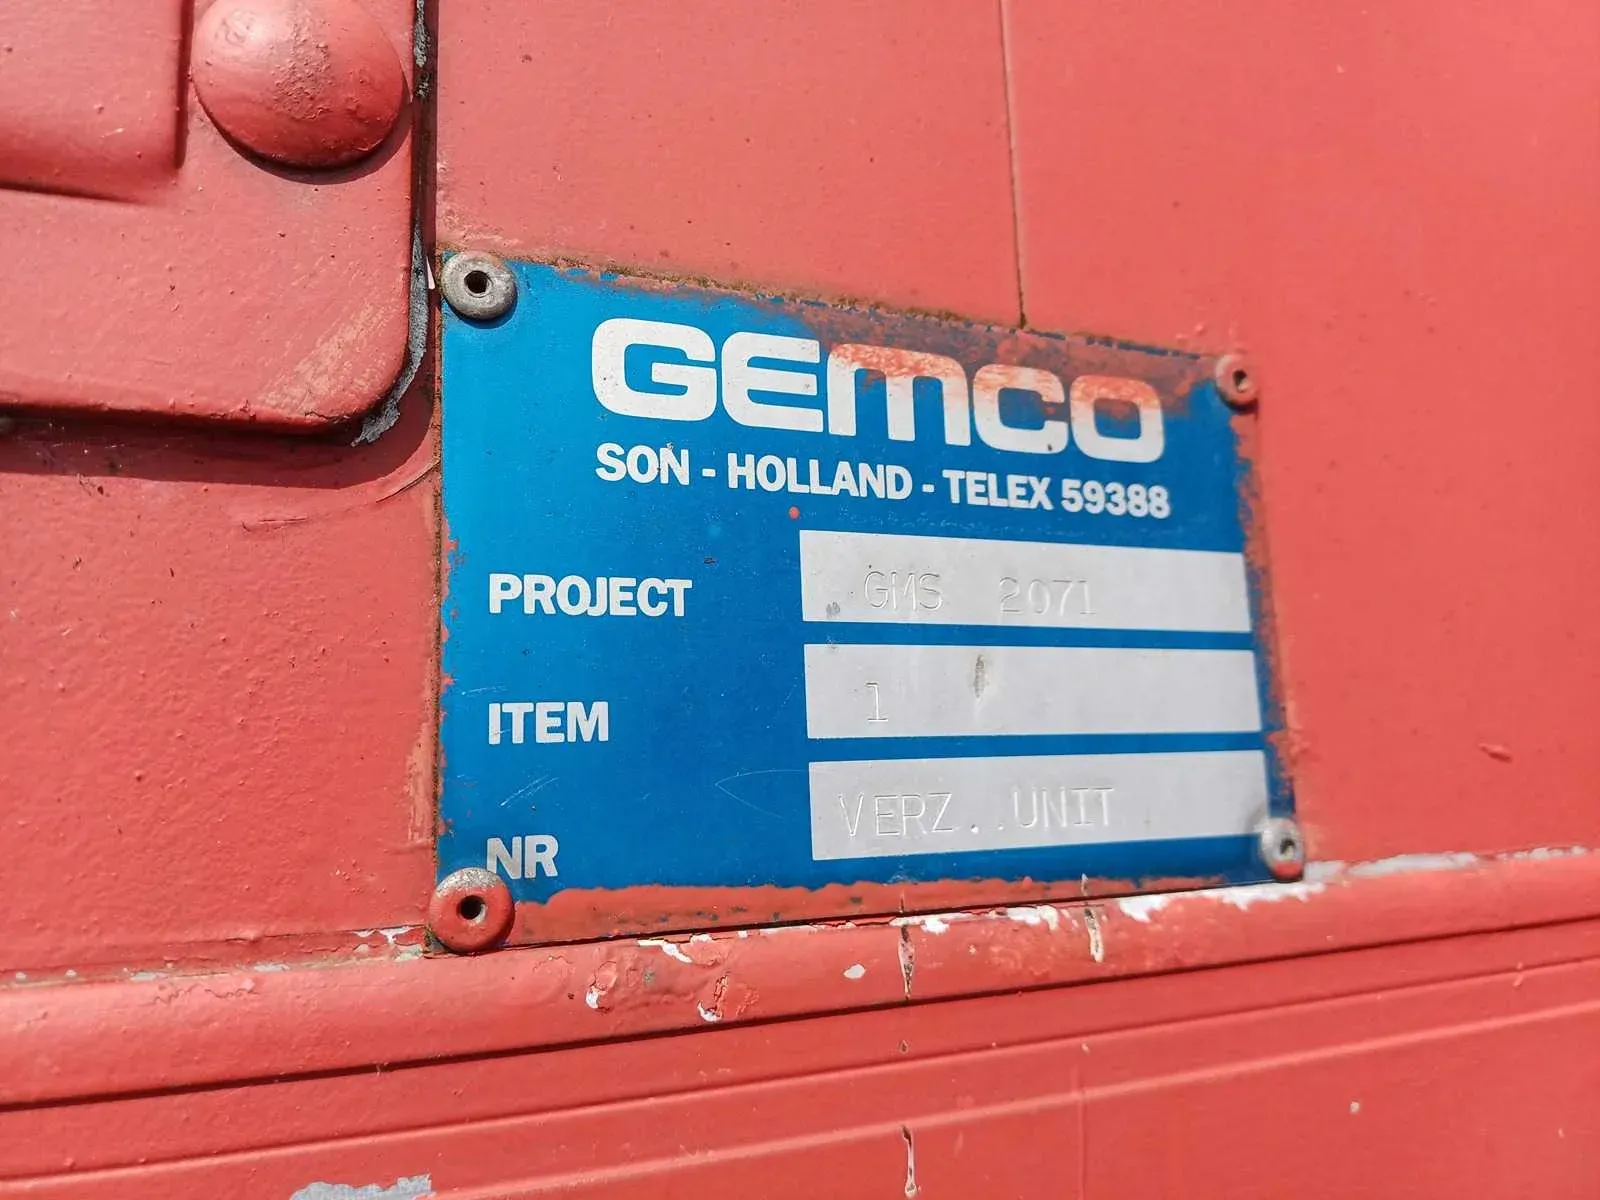 GEMCO
SON - HOLLAND - TELEX 59388
PROJECT GMS 2071
ITEM 1
NR VERZ..UNIT